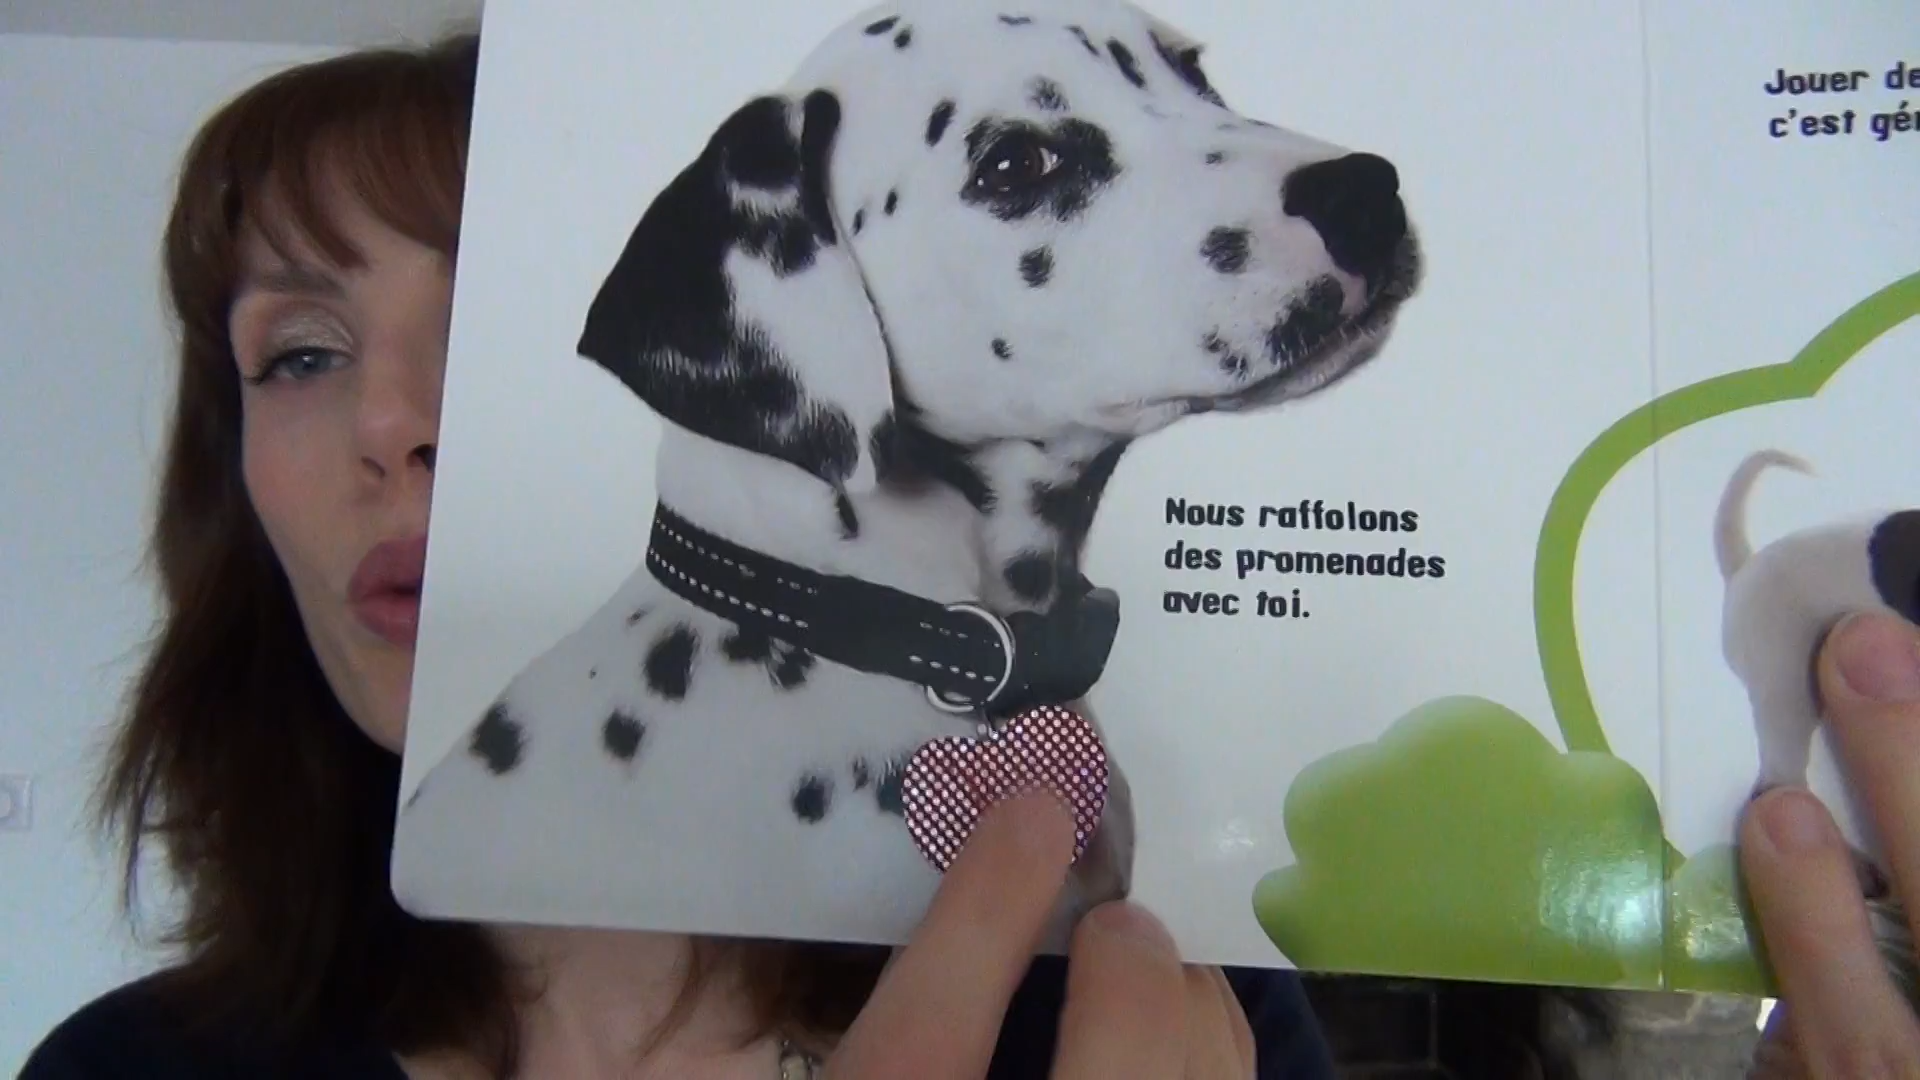 Nous raffolons
des promenades
avec toi.
Jouer de
c'est gé